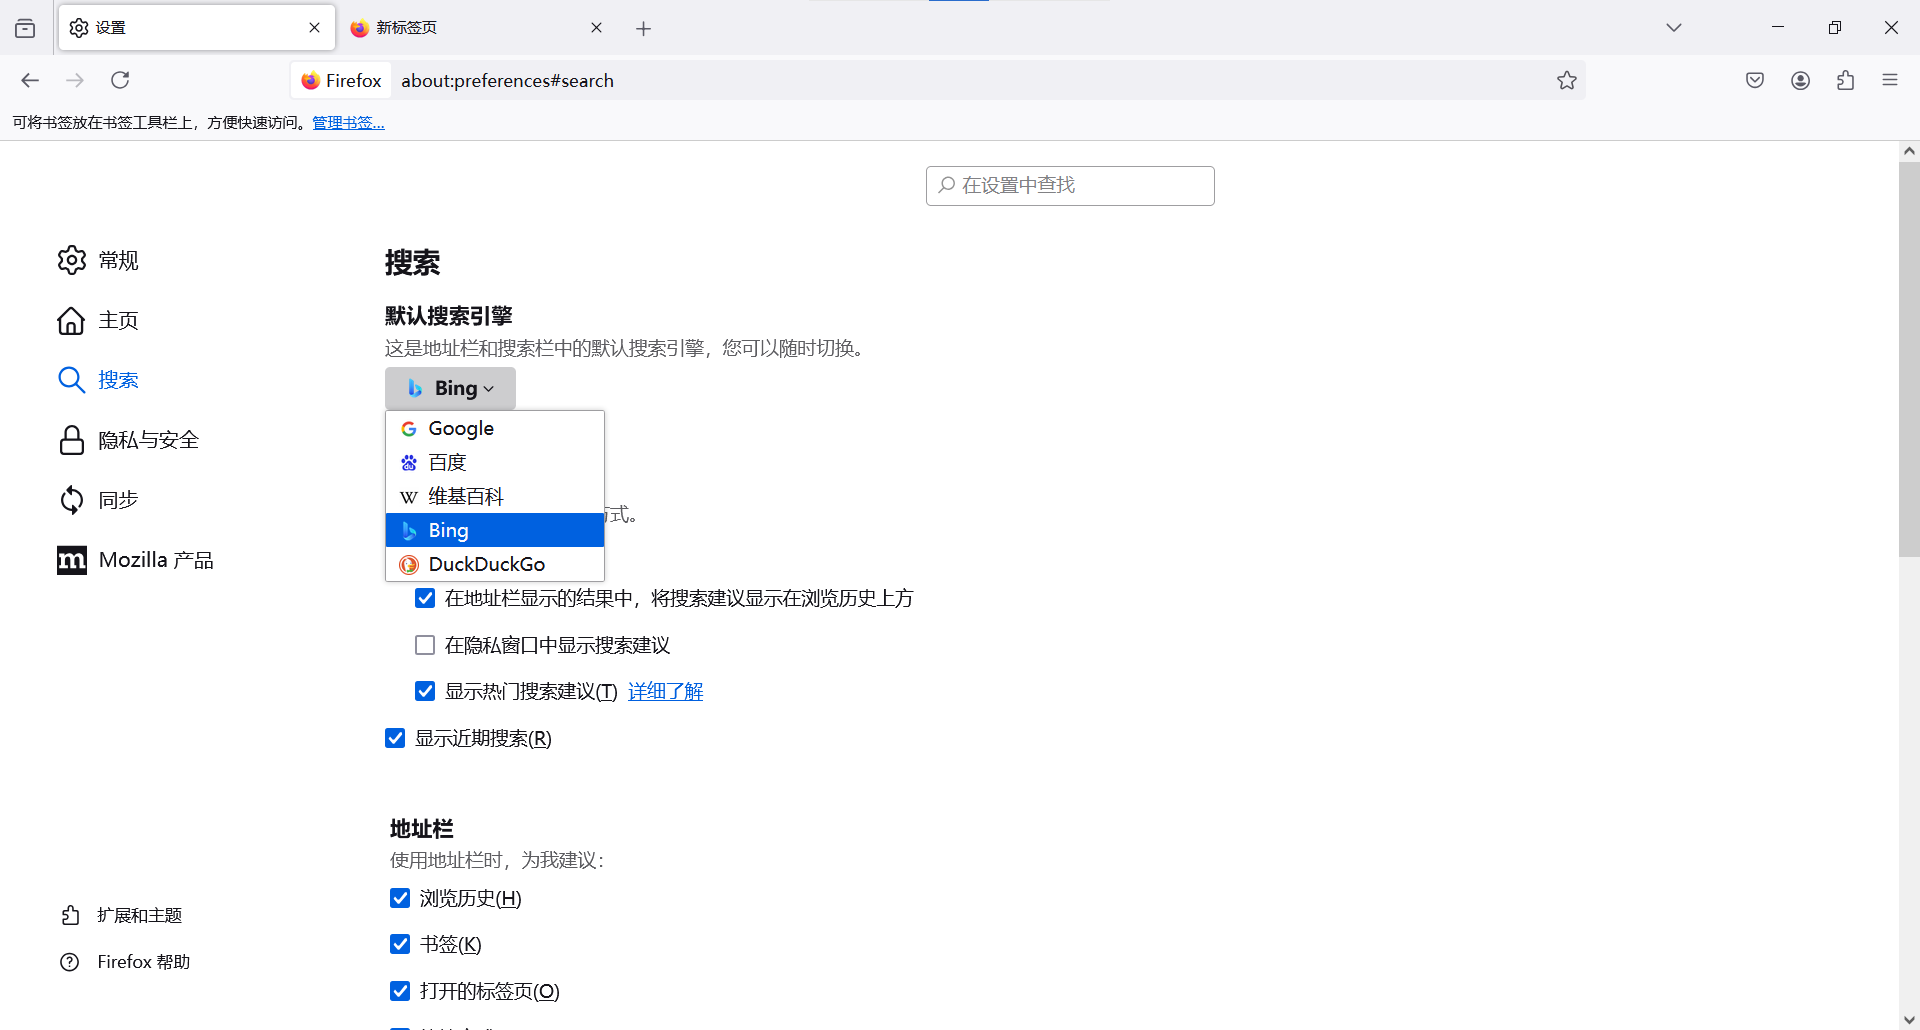 设置
新标签页
Firefox
about:preferences#search
可将书签放在书签工具栏上，方便快速访问。管理书签...
在设置中查找
常规
主页
搜索
隐私与安全
同步
Mozilla 产品
扩展和主题
Firefox 帮助
搜索
默认搜索引擎
这是地址栏和搜索栏中的默认搜索引擎，您可以随时切换。
Bing
Google
百度
维基百科
Bing
DuckDuckGo
式。
在地址栏显示的结果中，将搜索建议显示在浏览历史上方
在隐私窗口中显示搜索建议
显示热门搜索建议(T) 详细了解
显示近期搜索(R)
地址栏
使用地址栏时，为我建议：
浏览历史(H)
书签(K)
打开的标签页(O)